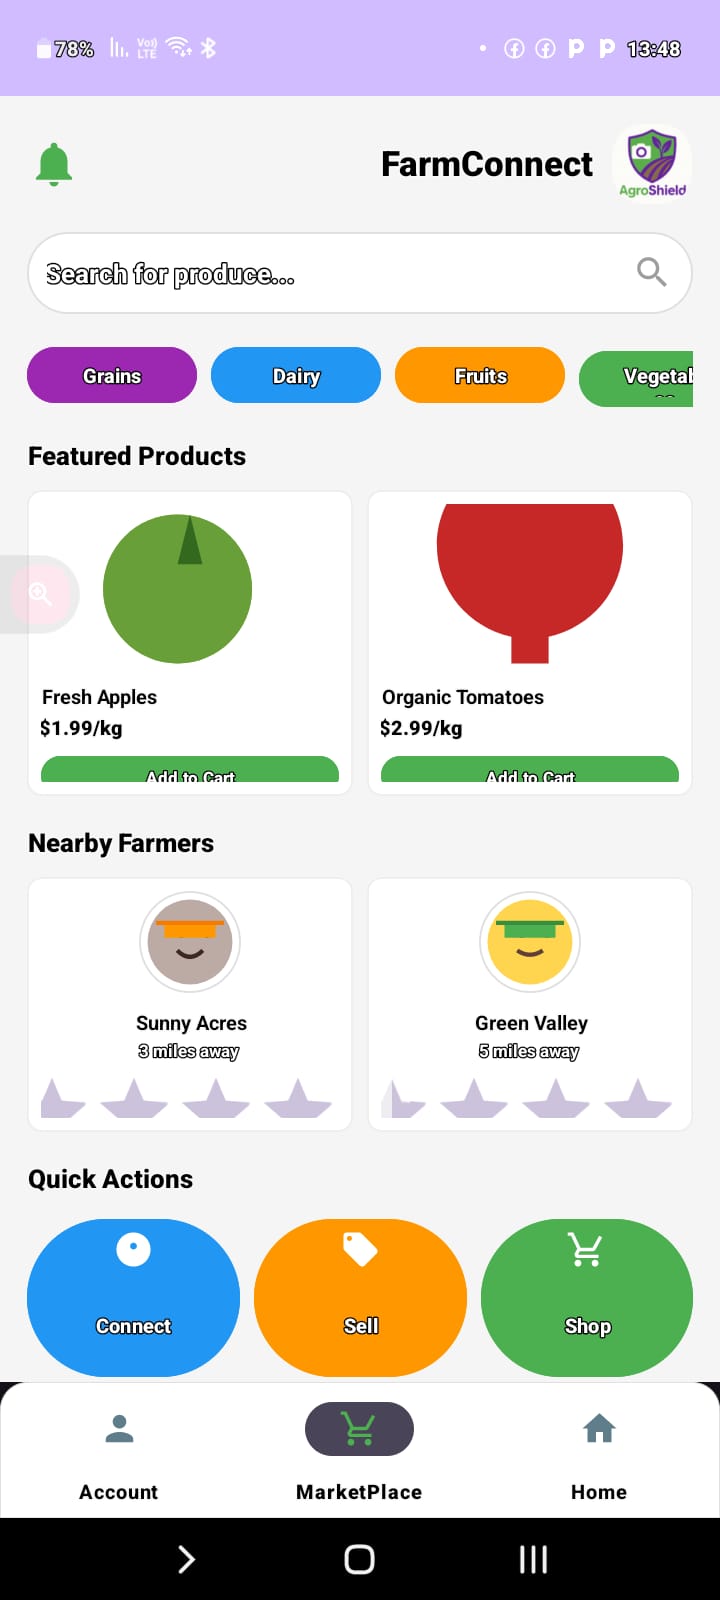 78% Vo)) LTE 13:48
FarmConnect
AgroShield
Search for produce...
Grains Dairy Fruits Vegetab
Featured Products
Fresh Apples
$1.99/kg
Add to Cart
Organic Tomatoes
$2.99/kg
Add to Cart
Nearby Farmers
Sunny Acres
3 miles away
Green Valley
5 miles away
Quick Actions
Connect Sell Shop
Account MarketPlace Home